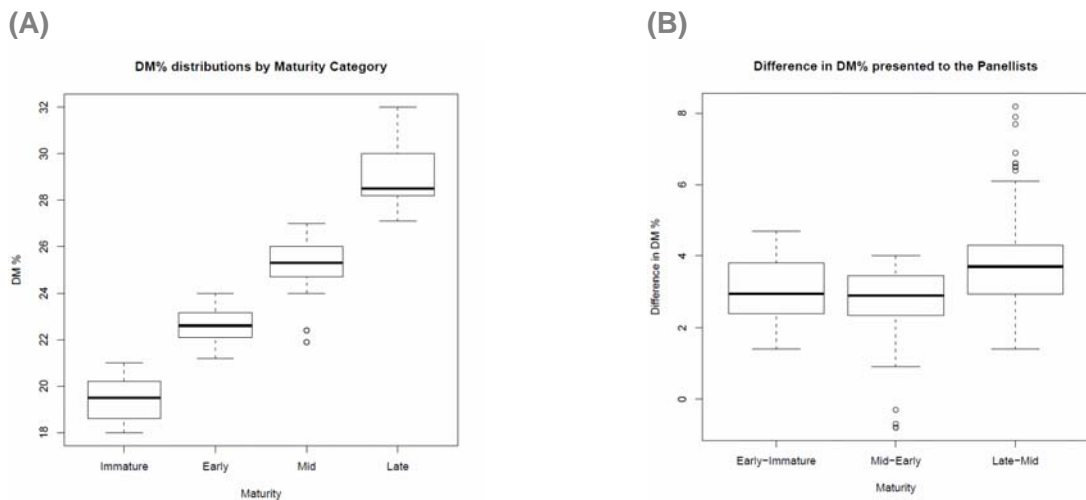 (A)
DM% distributions by Maturity Category
DM %
32
30
28
26
24
22
20
18
Immature Early Mid Late
Maturity
(B)
Difference in DM% presented to the Panellists
Difference in DM %
8
6
4
2
0
Early−Immature Mid−Early Late−Mid
Maturity